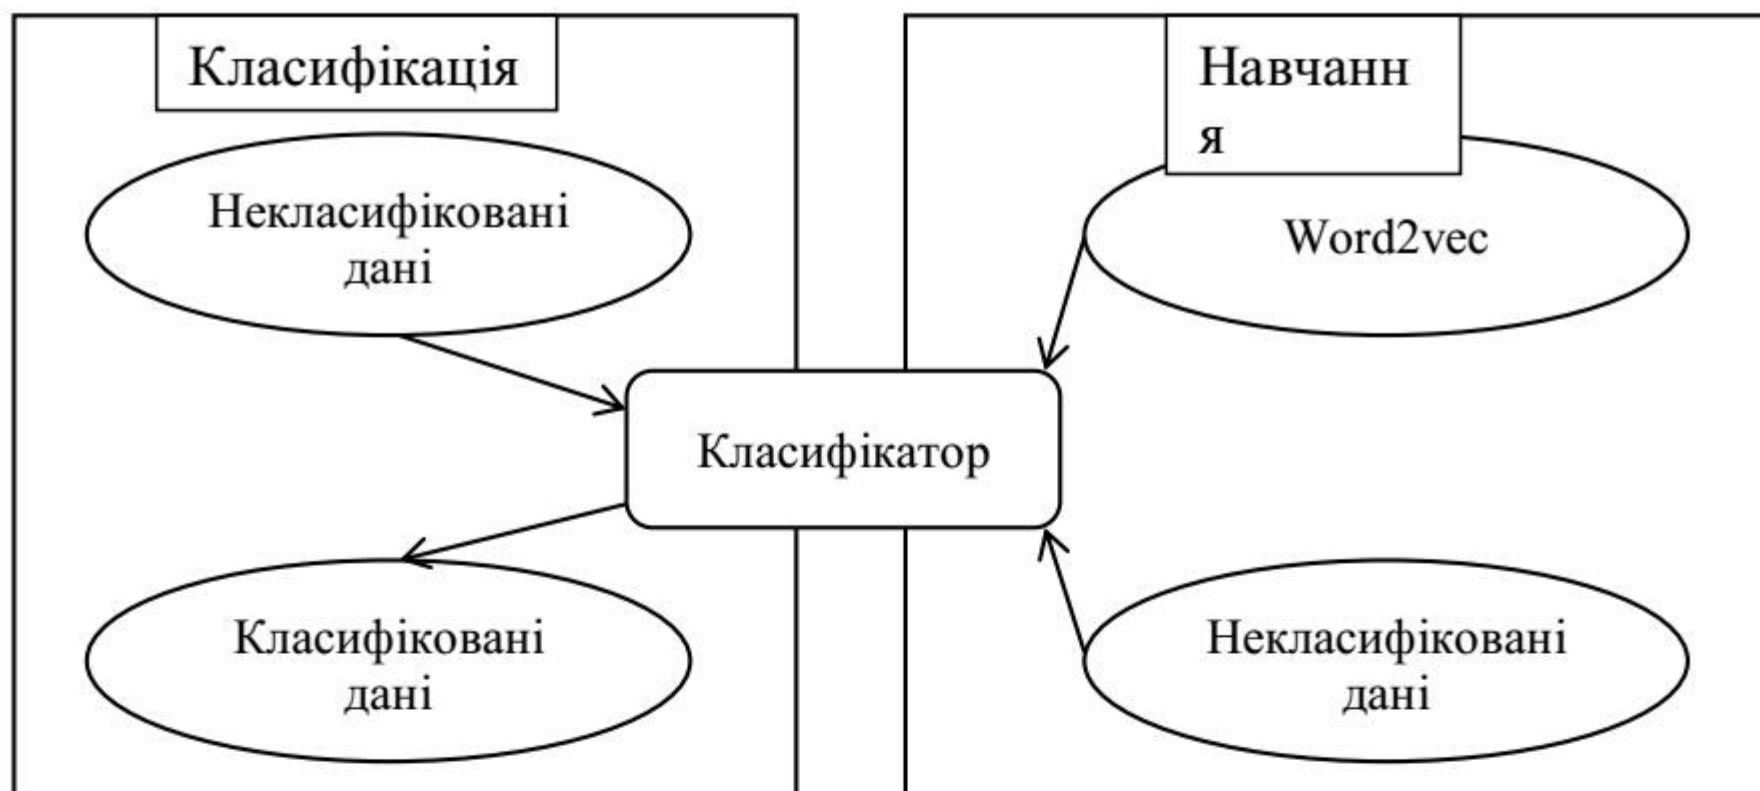 Класифікація
Некласифіковані
дані
Класифікатор
Класифіковані
дані
Навчанн
я
Word2vec
Некласифіковані
дані